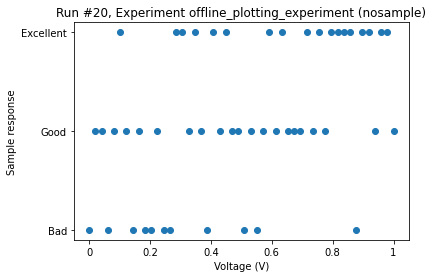 Run #20, Experiment offline_plotting_experiment (nosample)
Excellent
Good
Bad
Sample response
0
0.2
0.4
0.6
0.8
1
Voltage (V)